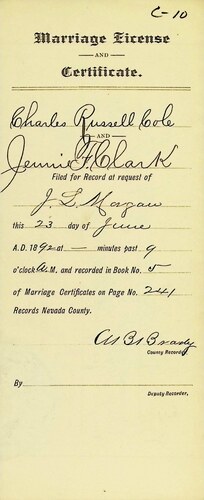 C-10
Marriage License
AND
Certificate.
Charles Russell Cole
AND
Jennie F. Clark
Filed for Record at request of
J. L. Morgan
this 23 day of June
A.D. 1892 at — minutes past 9
o'clock A. M. and recorded in Book No. 5
of Marriage Certificates on Page No. 241
Records Nevada County.
County Recorder
By
Deputy Recorder.